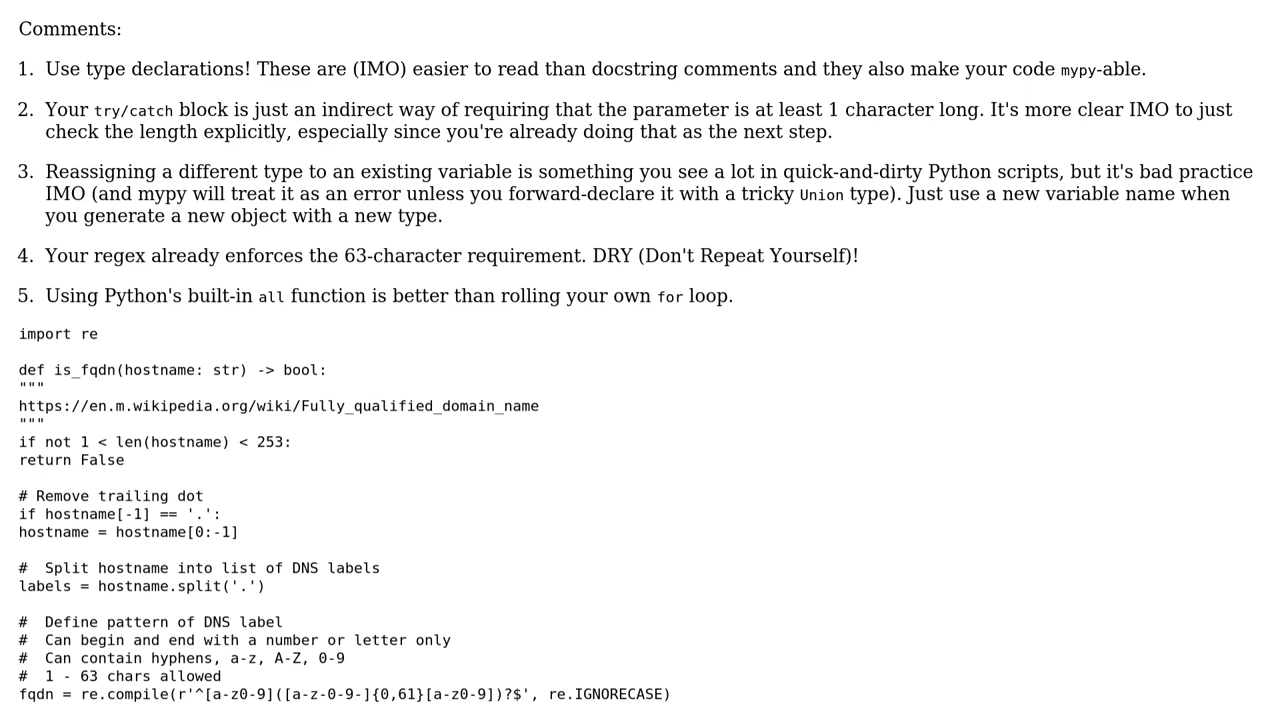 Comments:
1. Use type declarations! These are (IMO) easier to read than docstring comments and they also make your code mypy-able.
2. Your try/catch block is just an indirect way of requiring that the parameter is at least 1 character long. It's more clear IMO to just
check the length explicitly, especially since you're already doing that as the next step.
3. Reassigning a different type to an existing variable is something you see a lot in quick-and-dirty Python scripts, but it's bad practice
IMO (and mypy will treat it as an error unless you forward-declare it with a tricky Union type). Just use a new variable name when
you generate a new object with a new type.
4. Your regex already enforces the 63-character requirement. DRY (Don't Repeat Yourself)!
5. Using Python's built-in all function is better than rolling your own for loop.
import re
def is_fqdn(hostname: str) -> bool:
"""
https://en.m.wikipedia.org/wiki/Fully_qualified_domain_name
"""
if not 1 < len(hostname) < 253:
return False
# Remove trailing dot
if hostname[-1] == '.':
hostname = hostname[0:-1]
#  Split hostname into list of DNS labels
labels = hostname.split('.')
#  Define pattern of DNS label
#  Can begin and end with a number or letter only
#  Can contain hyphens, a-z, A-Z, 0-9
#  1 - 63 chars allowed
fqdn = re.compile(r'^[a-z0-9]([a-z-0-9-]{0,61}[a-z0-9])?$', re.IGNORECASE)